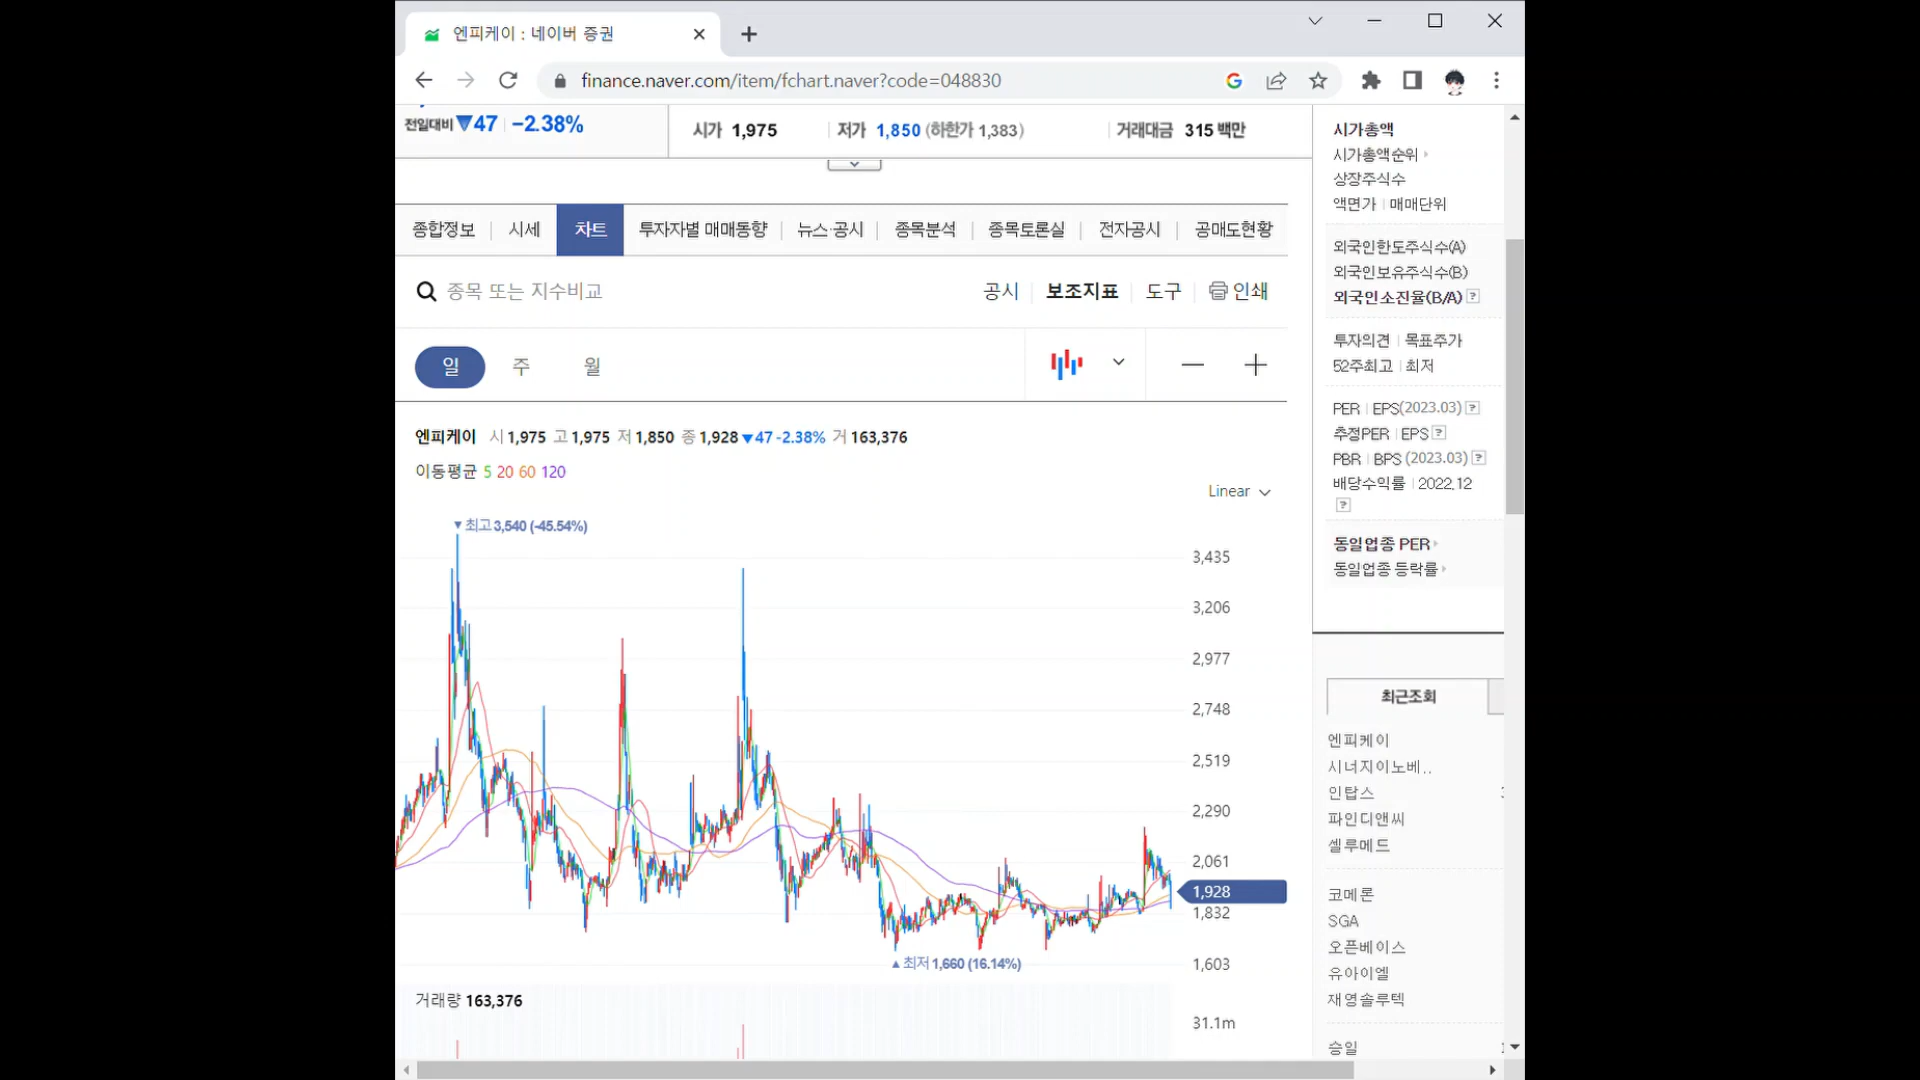 엔피케이 : 네이버 증권
finance.naver.com/item/fchart.naver?code=048830
전일대비 ▼47 -2.38%
시가 1,975 저가 1,850 (하한가 1,383) 거래대금 315 백만
종합정보 시세 차트 투자자별 매매동향 뉴스·공시 종목분석 종목토론실 전자공시 공매도현황
종목 또는 지수비교 공시 보조지표 도구 인쇄
일 주 월
엔피케이 시 1,975 고 1,975 저 1,850 종 1,928 ▼47 -2.38% 거 163,376
이동평균 5 20 60 120
Linear
▼최고 3,540 (-45.54%)
3,435
3,206
2,977
2,748
2,519
2,290
2,061
1,928
1,832
1,603
▲최저 1,660 (16.14%)
거래량 163,376
31.1m
시가총액
시가총액순위
상장주식수
액면가 매매단위
외국인한도주식수(A)
외국인보유주식수(B)
외국인소진율(B/A) ?
투자의견 목표주가
52주최고 최저
PER EPS(2023.03) ?
추정PER EPS ?
PBR BPS (2023.03) ?
배당수익률 2022.12
?
동일업종 PER
동일업종 등락률
최근조회
엔피케이
시너지이노베..
인탑스
파인디앤씨
셀루메드
코메론
SGA
오픈베이스
유아이엘
재영솔루텍
승일